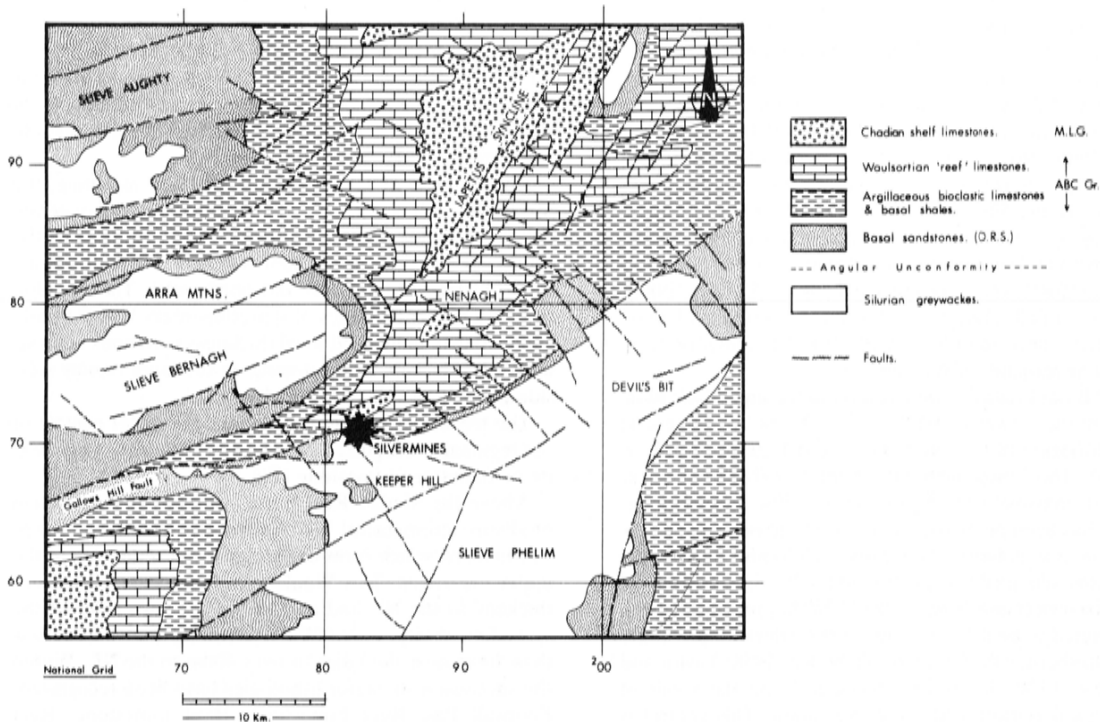 SLIEVE AUGHTY
IAPETUS SYNCLINE
N
ARRA MTNS.
NENAGH
SLIEVE BERNAGH
DEVIL'S BIT
SILVERMINES
KEEPER HILL
Gallows Hill Fault
SLIEVE PHELIM
90
80
70
60
National Grid
70
80
90
²00
10 Km.
Chadian shelf limestones. M.L.G.
Waulsortian 'reef' limestones.
ABC Gr.
Argillaceous bioclastic limestones
& basal shales.
Basal sandstones. (O.R.S.)
--- Angular Unconformity -----
Silurian greywackes.
Faults.